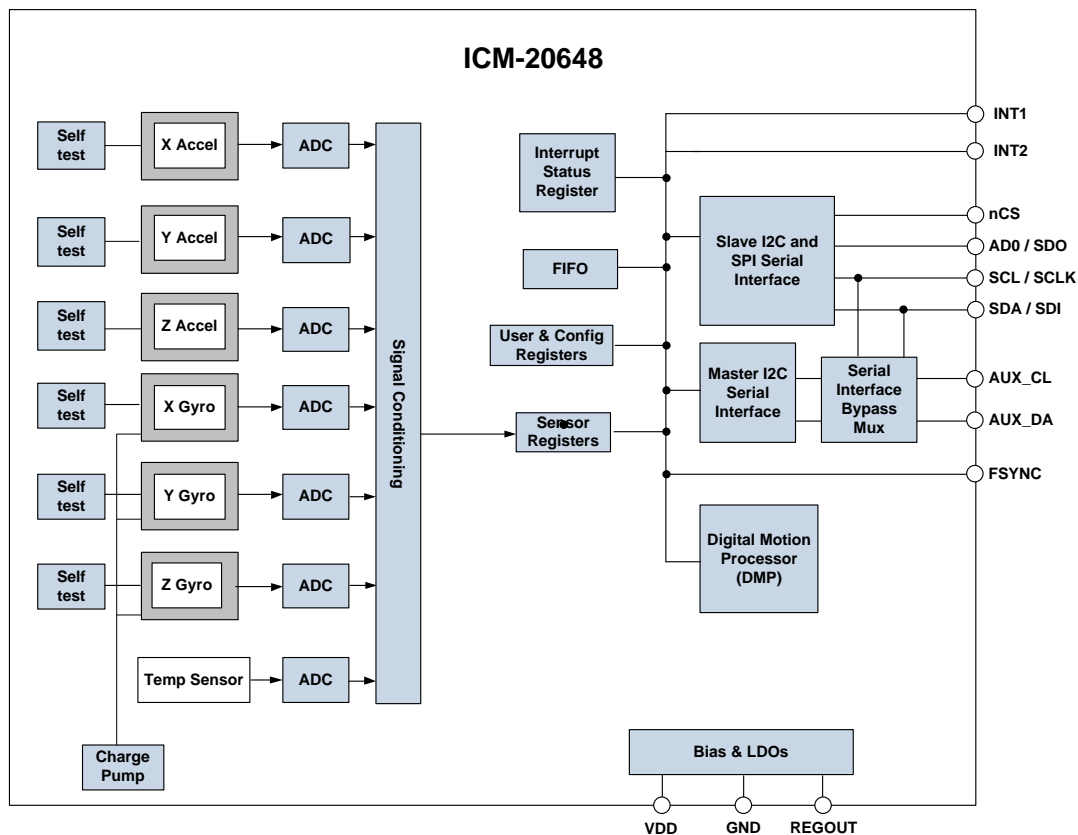 ICM-20648
Self
test
X Accel
ADC
Self
test
Y Accel
ADC
Self
test
Z Accel
ADC
Self
test
X Gyro
ADC
Self
test
Y Gyro
ADC
Self
test
Z Gyro
ADC
Temp Sensor
ADC
Charge
Pump
Signal Conditioning
Interrupt
Status
Register
FIFO
User & Config
Registers
Sensor
Registers
Slave I2C and
SPI Serial
Interface
Master I2C
Serial
Interface
Serial
Interface
Bypass
Mux
Digital Motion
Processor
(DMP)
Bias & LDOs
INT1
INT2
nCS
AD0 / SDO
SCL / SCLK
SDA / SDI
AUX_CL
AUX_DA
FSYNC
VDD
GND
REGOUT